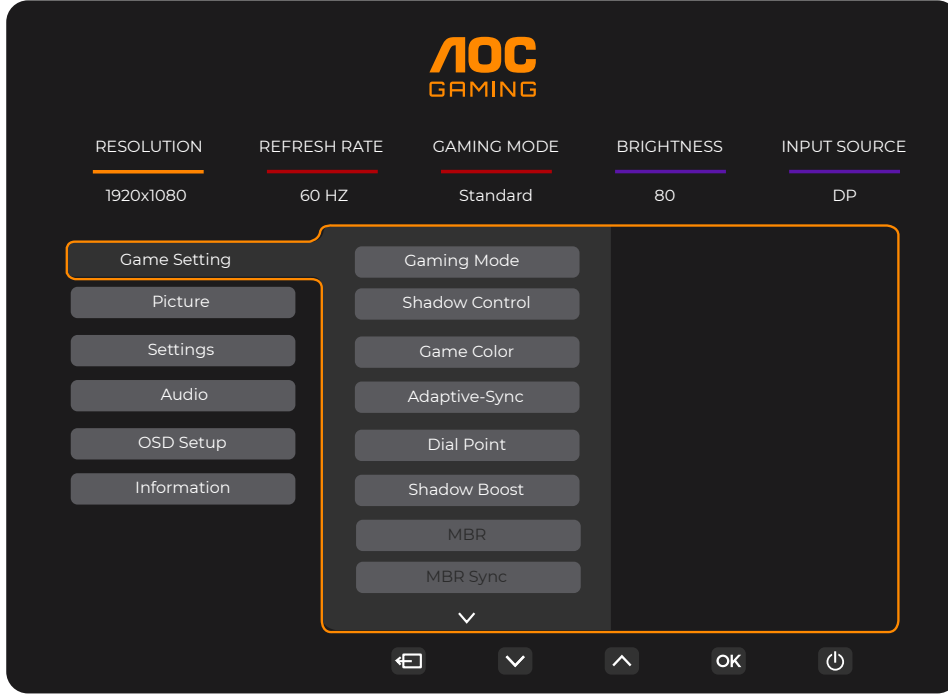 AOC
GAMING
RESOLUTION REFRESH RATE GAMING MODE BRIGHTNESS INPUT SOURCE
1920x1080 60 HZ Standard 80 DP
Game Setting
Picture
Settings
Audio
OSD Setup
Information
Gaming Mode
Shadow Control
Game Color
Adaptive-Sync
Dial Point
Shadow Boost
MBR
MBR Sync
OK